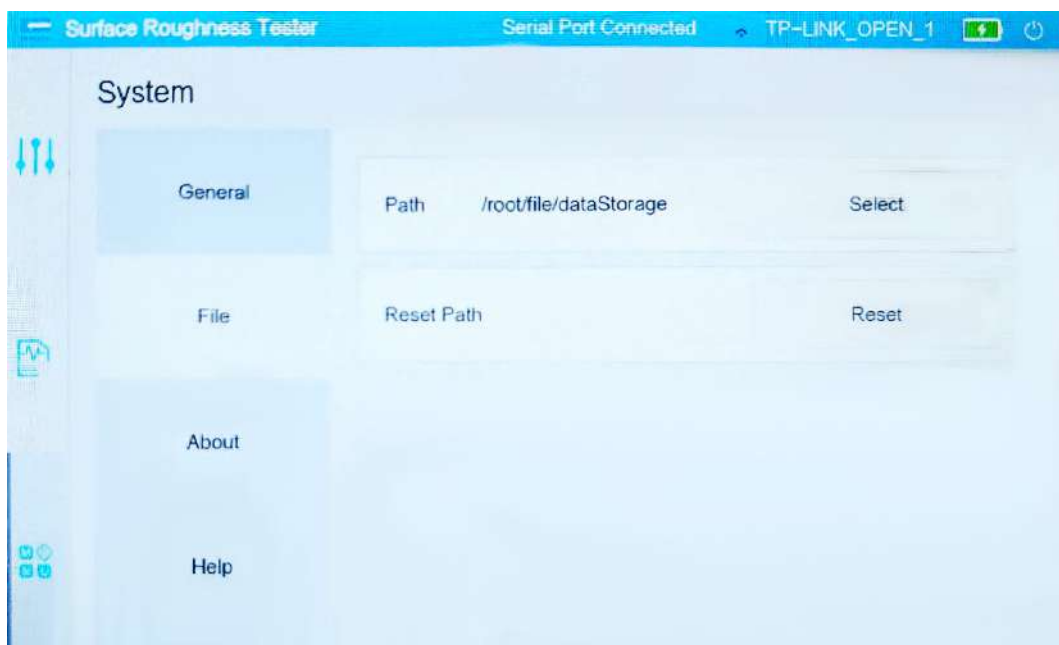 Surface Roughness Tester Serial Port Connected TP-LINK_OPEN_1
System
General
Path /root/file/dataStorage Select
File
Reset Path Reset
About
Help